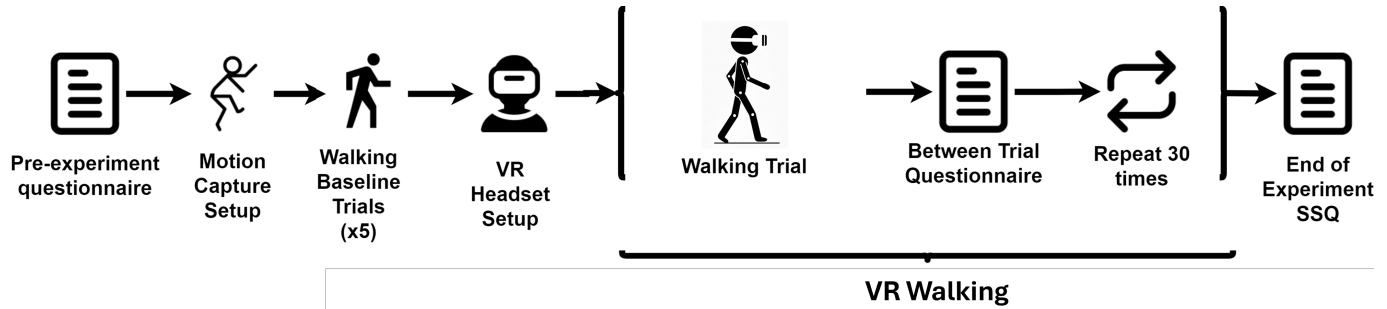 Pre-experiment
questionnaire
Motion
Capture
Setup
Walking
Baseline
Trials
(x5)
VR
Headset
Setup
Walking Trial
Between Trial
Questionnaire
Repeat 30
times
End of
Experiment
SSQ
VR Walking